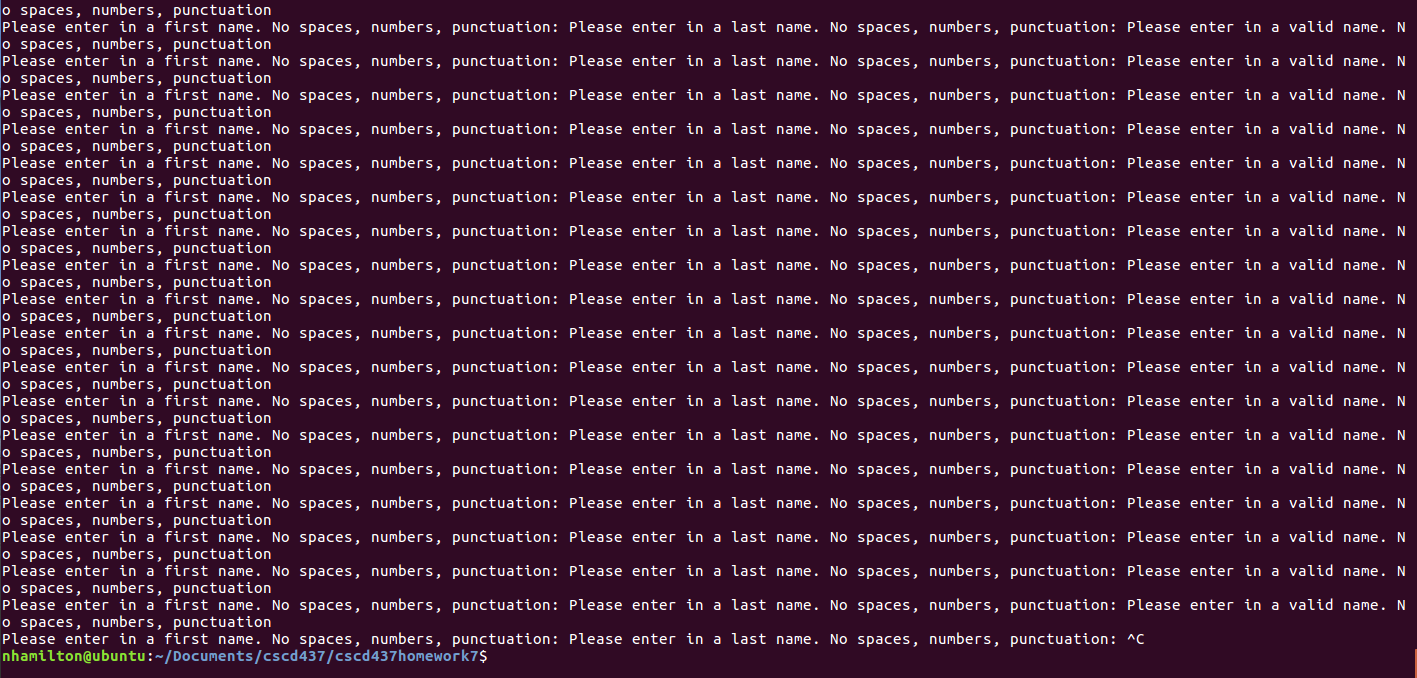 o spaces, numbers, punctuation
Please enter in a first name. No spaces, numbers, punctuation: Please enter in a last name. No spaces, numbers, punctuation: Please enter in a valid name. N
o spaces, numbers, punctuation
Please enter in a first name. No spaces, numbers, punctuation: Please enter in a last name. No spaces, numbers, punctuation: Please enter in a valid name. N
o spaces, numbers, punctuation
Please enter in a first name. No spaces, numbers, punctuation: Please enter in a last name. No spaces, numbers, punctuation: Please enter in a valid name. N
o spaces, numbers, punctuation
Please enter in a first name. No spaces, numbers, punctuation: Please enter in a last name. No spaces, numbers, punctuation: Please enter in a valid name. N
o spaces, numbers, punctuation
Please enter in a first name. No spaces, numbers, punctuation: Please enter in a last name. No spaces, numbers, punctuation: Please enter in a valid name. N
o spaces, numbers, punctuation
Please enter in a first name. No spaces, numbers, punctuation: Please enter in a last name. No spaces, numbers, punctuation: Please enter in a valid name. N
o spaces, numbers, punctuation
Please enter in a first name. No spaces, numbers, punctuation: Please enter in a last name. No spaces, numbers, punctuation: Please enter in a valid name. N
o spaces, numbers, punctuation
Please enter in a first name. No spaces, numbers, punctuation: Please enter in a last name. No spaces, numbers, punctuation: Please enter in a valid name. N
o spaces, numbers, punctuation
Please enter in a first name. No spaces, numbers, punctuation: Please enter in a last name. No spaces, numbers, punctuation: Please enter in a valid name. N
o spaces, numbers, punctuation
Please enter in a first name. No spaces, numbers, punctuation: Please enter in a last name. No spaces, numbers, punctuation: Please enter in a valid name. N
o spaces, numbers, punctuation
Please enter in a first name. No spaces, numbers, punctuation: Please enter in a last name. No spaces, numbers, punctuation: Please enter in a valid name. N
o spaces, numbers, punctuation
Please enter in a first name. No spaces, numbers, punctuation: Please enter in a last name. No spaces, numbers, punctuation: Please enter in a valid name. N
o spaces, numbers, punctuation
Please enter in a first name. No spaces, numbers, punctuation: Please enter in a last name. No spaces, numbers, punctuation: Please enter in a valid name. N
o spaces, numbers, punctuation
Please enter in a first name. No spaces, numbers, punctuation: Please enter in a last name. No spaces, numbers, punctuation: Please enter in a valid name. N
o spaces, numbers, punctuation
Please enter in a first name. No spaces, numbers, punctuation: Please enter in a last name. No spaces, numbers, punctuation: Please enter in a valid name. N
o spaces, numbers, punctuation
Please enter in a first name. No spaces, numbers, punctuation: Please enter in a last name. No spaces, numbers, punctuation: Please enter in a valid name. N
o spaces, numbers, punctuation
Please enter in a first name. No spaces, numbers, punctuation: Please enter in a last name. No spaces, numbers, punctuation: Please enter in a valid name. N
o spaces, numbers, punctuation
Please enter in a first name. No spaces, numbers, punctuation: Please enter in a last name. No spaces, numbers, punctuation: Please enter in a valid name. N
o spaces, numbers, punctuation
Please enter in a first name. No spaces, numbers, punctuation: Please enter in a last name. No spaces, numbers, punctuation: ^C
nhamilton@ubuntu:~/Documents/cscd437/cscd437homework7$